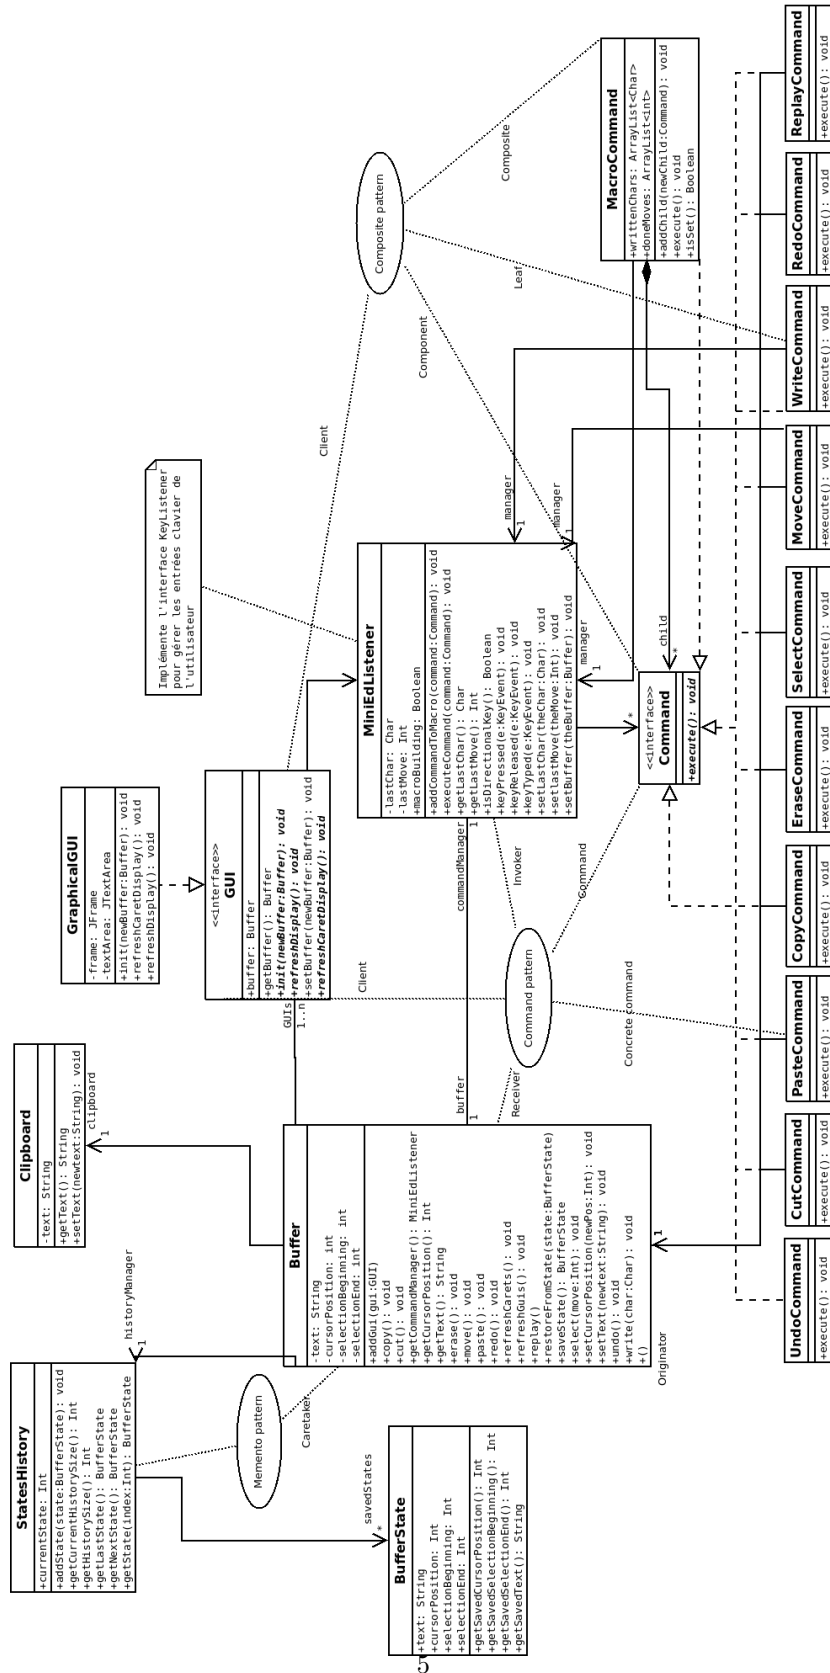 StatesHistory
+currentState: Int
+addState(state:BufferState): void
+getCurrentHistorySize(): Int
+getHistorySize(): Int
+getLastState(): BufferState
+getNextState(): BufferState
+getState(index:Int): BufferState
historyManager
1
Clipboard
-text: String
+getText(): String
+setText(newtext:String): void
clipboard
1
GraphicalGUI
-frame: JFrame
-textArea: JTextArea
+init(newBuffer:Buffer): void
+refreshCaretDisplay(): void
+refreshDisplay(): void
Implémente l'interface KeyListener
pour gérer les entrées clavier de
l'utilisateur
<<interface>>
GUI
+buffer: Buffer
+getBuffer(): Buffer
+init(newBuffer:Buffer): void
+refreshDisplay(): void
+setBuffer(newBuffer:Buffer): void
+refreshCaretDisplay(): void
GUIs
1..n
Client
Client
Memento pattern
Caretaker
savedStates
*
Buffer
-text: String
-cursorPosition: int
-selectionBeginning: int
-selectionEnd: int
+addGui(gui:GUI)
+copy(): void
+cut(): void
+getCommandManager(): MiniEdListener
+getCursorPosition(): Int
+getText(): String
+erase(): void
+move(): void
+paste(): void
+redo(): void
+refreshCarets(): void
+refreshGuis(): void
+replay()
+restoreFromState(state:BufferState)
+saveState(): BufferState
+select(move:Int): void
+setCursorPosition(newPos:Int): void
+setText(newtext:String): void
+undo(): void
+write(char:Char): void
+()
Originator
1
BufferState
+text: String
+cursorPosition: Int
+selectionBeginning: Int
+selectionEnd: Int
+getSavedCursorPosition(): Int
+getSavedSelectionBeginning(): Int
+getSavedSelectionEnd(): Int
+getSavedText(): String
MiniEdListener
-lastChar: Char
-lastMove: Int
+macroBuilding: Boolean
+addCommandToMacro(command:Command): void
+executeCommand(command:Command): void
+getLastChar(): Char
+getLastMove(): Int
+isDirectionalKey(): Boolean
+keyPressed(e:KeyEvent): void
+keyReleased(e:KeyEvent): void
+keyTyped(e:KeyEvent): void
+setLastChar(theChar:Char): void
+setlastMove(theMove:Int): void
+setBuffer(theBuffer:Buffer): void
commandManager
1
buffer
1
manager
1
manager
1
manager
1
Composite pattern
Composite
Leaf
Component
Command pattern
Invoker
Command
Receiver
Concrete command
MacroCommand
+writtenChars: ArrayList<Char>
+doneMoves: ArrayList<int>
+addChild(newChild:Command): void
+execute(): void
+isSet(): Boolean
child
*
*
<<interface>>
Command
+execute(): void
UndoCommand
+execute(): void
CutCommand
+execute(): void
PasteCommand
+execute(): void
CopyCommand
+execute(): void
EraseCommand
+execute(): void
SelectCommand
+execute(): void
MoveCommand
+execute(): void
WriteCommand
+execute(): void
RedoCommand
+execute(): void
ReplayCommand
+execute(): void
5